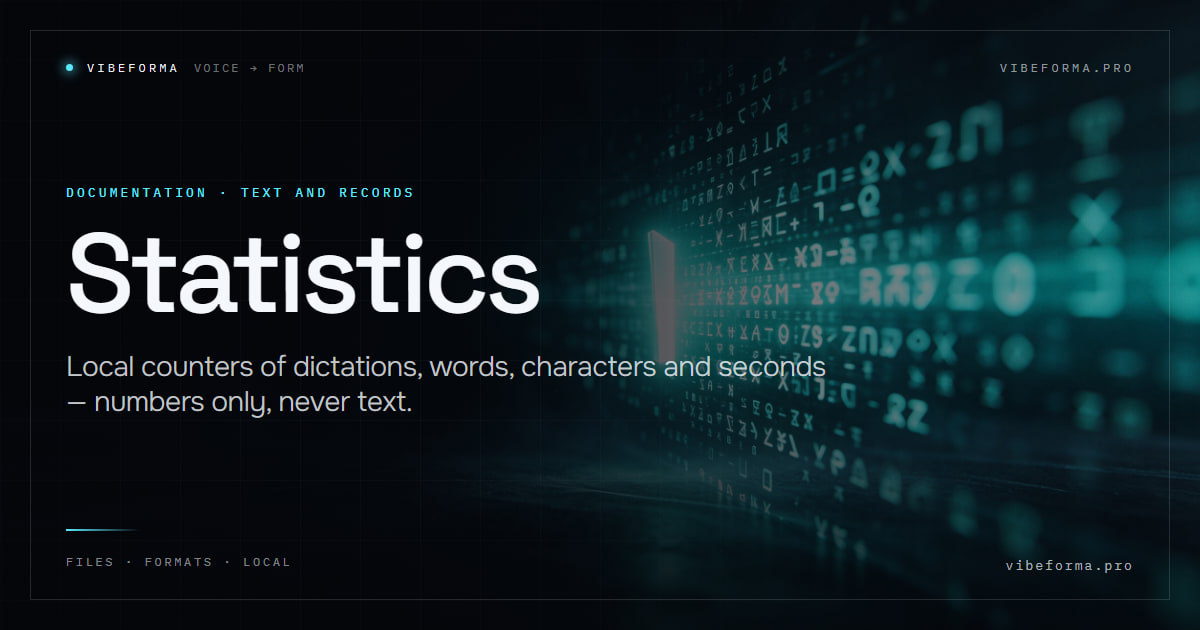 VIBEFORMA VOICE → FORM
VIBEFORMA.PRO
DOCUMENTATION · TEXT AND RECORDS
Statistics
Local counters of dictations, words, characters and seconds
— numbers only, never text.
FILES · FORMATS · LOCAL
vibeforma.pro